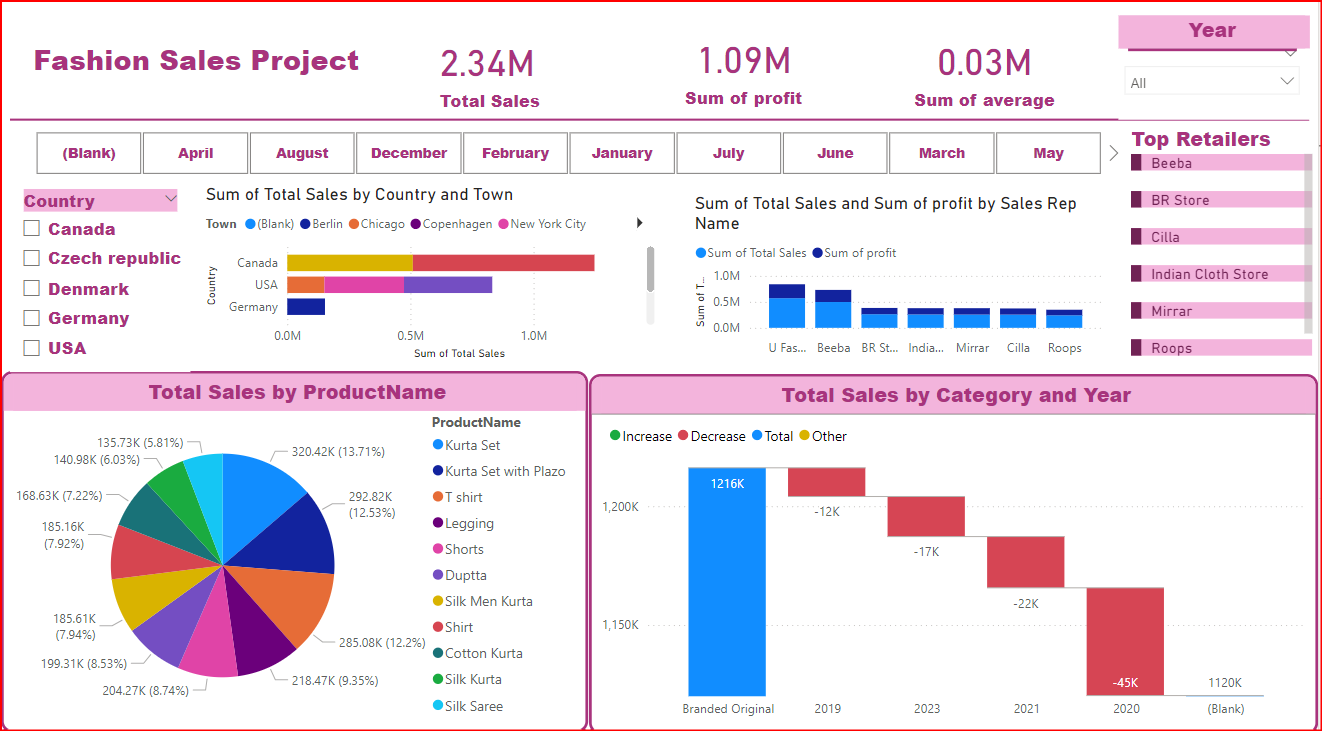 Fashion Sales Project
2.34M
Total Sales
1.09M
Sum of profit
0.03M
Sum of average
Year
All
(Blank)
April
August
December
February
January
July
June
March
May
Top Retailers
Beeba
BR Store
Cilla
Indian Cloth Store
Mirrar
Roops
Country
Canada
Czech republic
Denmark
Germany
USA
Sum of Total Sales by Country and Town
Town (Blank) Berlin Chicago Copenhagen New York City
Country
Canada
USA
Germany
0.0M 0.5M 1.0M
Sum of Total Sales
Sum of Total Sales and Sum of profit by Sales Rep
Name
Sum of Total Sales Sum of profit
Sum of T...
1.0M
0.5M
0.0M
U Fas... Beeba BR St... India... Mirrar Cilla Roops
Total Sales by ProductName
320.42K (13.71%)
292.82K
(12.53%)
285.08K (12.2%)
218.47K (9.35%)
204.27K (8.74%)
199.31K (8.53%)
185.61K
(7.94%)
185.16K
(7.92%)
168.63K (7.22%)
140.98K (6.03%)
135.73K (5.81%)
ProductName
Kurta Set
Kurta Set with Plazo
T shirt
Legging
Shorts
Duptta
Silk Men Kurta
Shirt
Cotton Kurta
Silk Kurta
Silk Saree
Total Sales by Category and Year
Increase Decrease Total Other
1,200K
1,150K
1216K
-12K
-17K
-22K
-45K
1120K
Branded Original 2019 2023 2021 2020 (Blank)